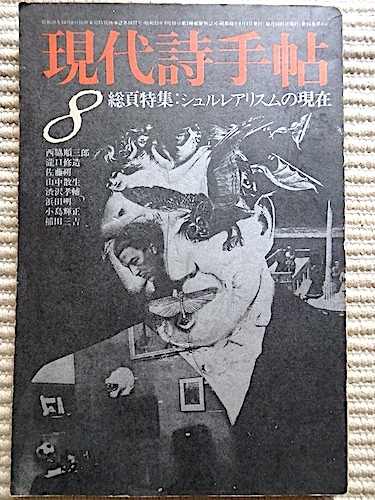 現代詩手帖
8
総頁特集:シュルレアリスムの現在
西脇順三郎
瀧口修造
佐藤朔
山中散生
渋沢孝輔
浜田明
小島輝正
稲田三吉